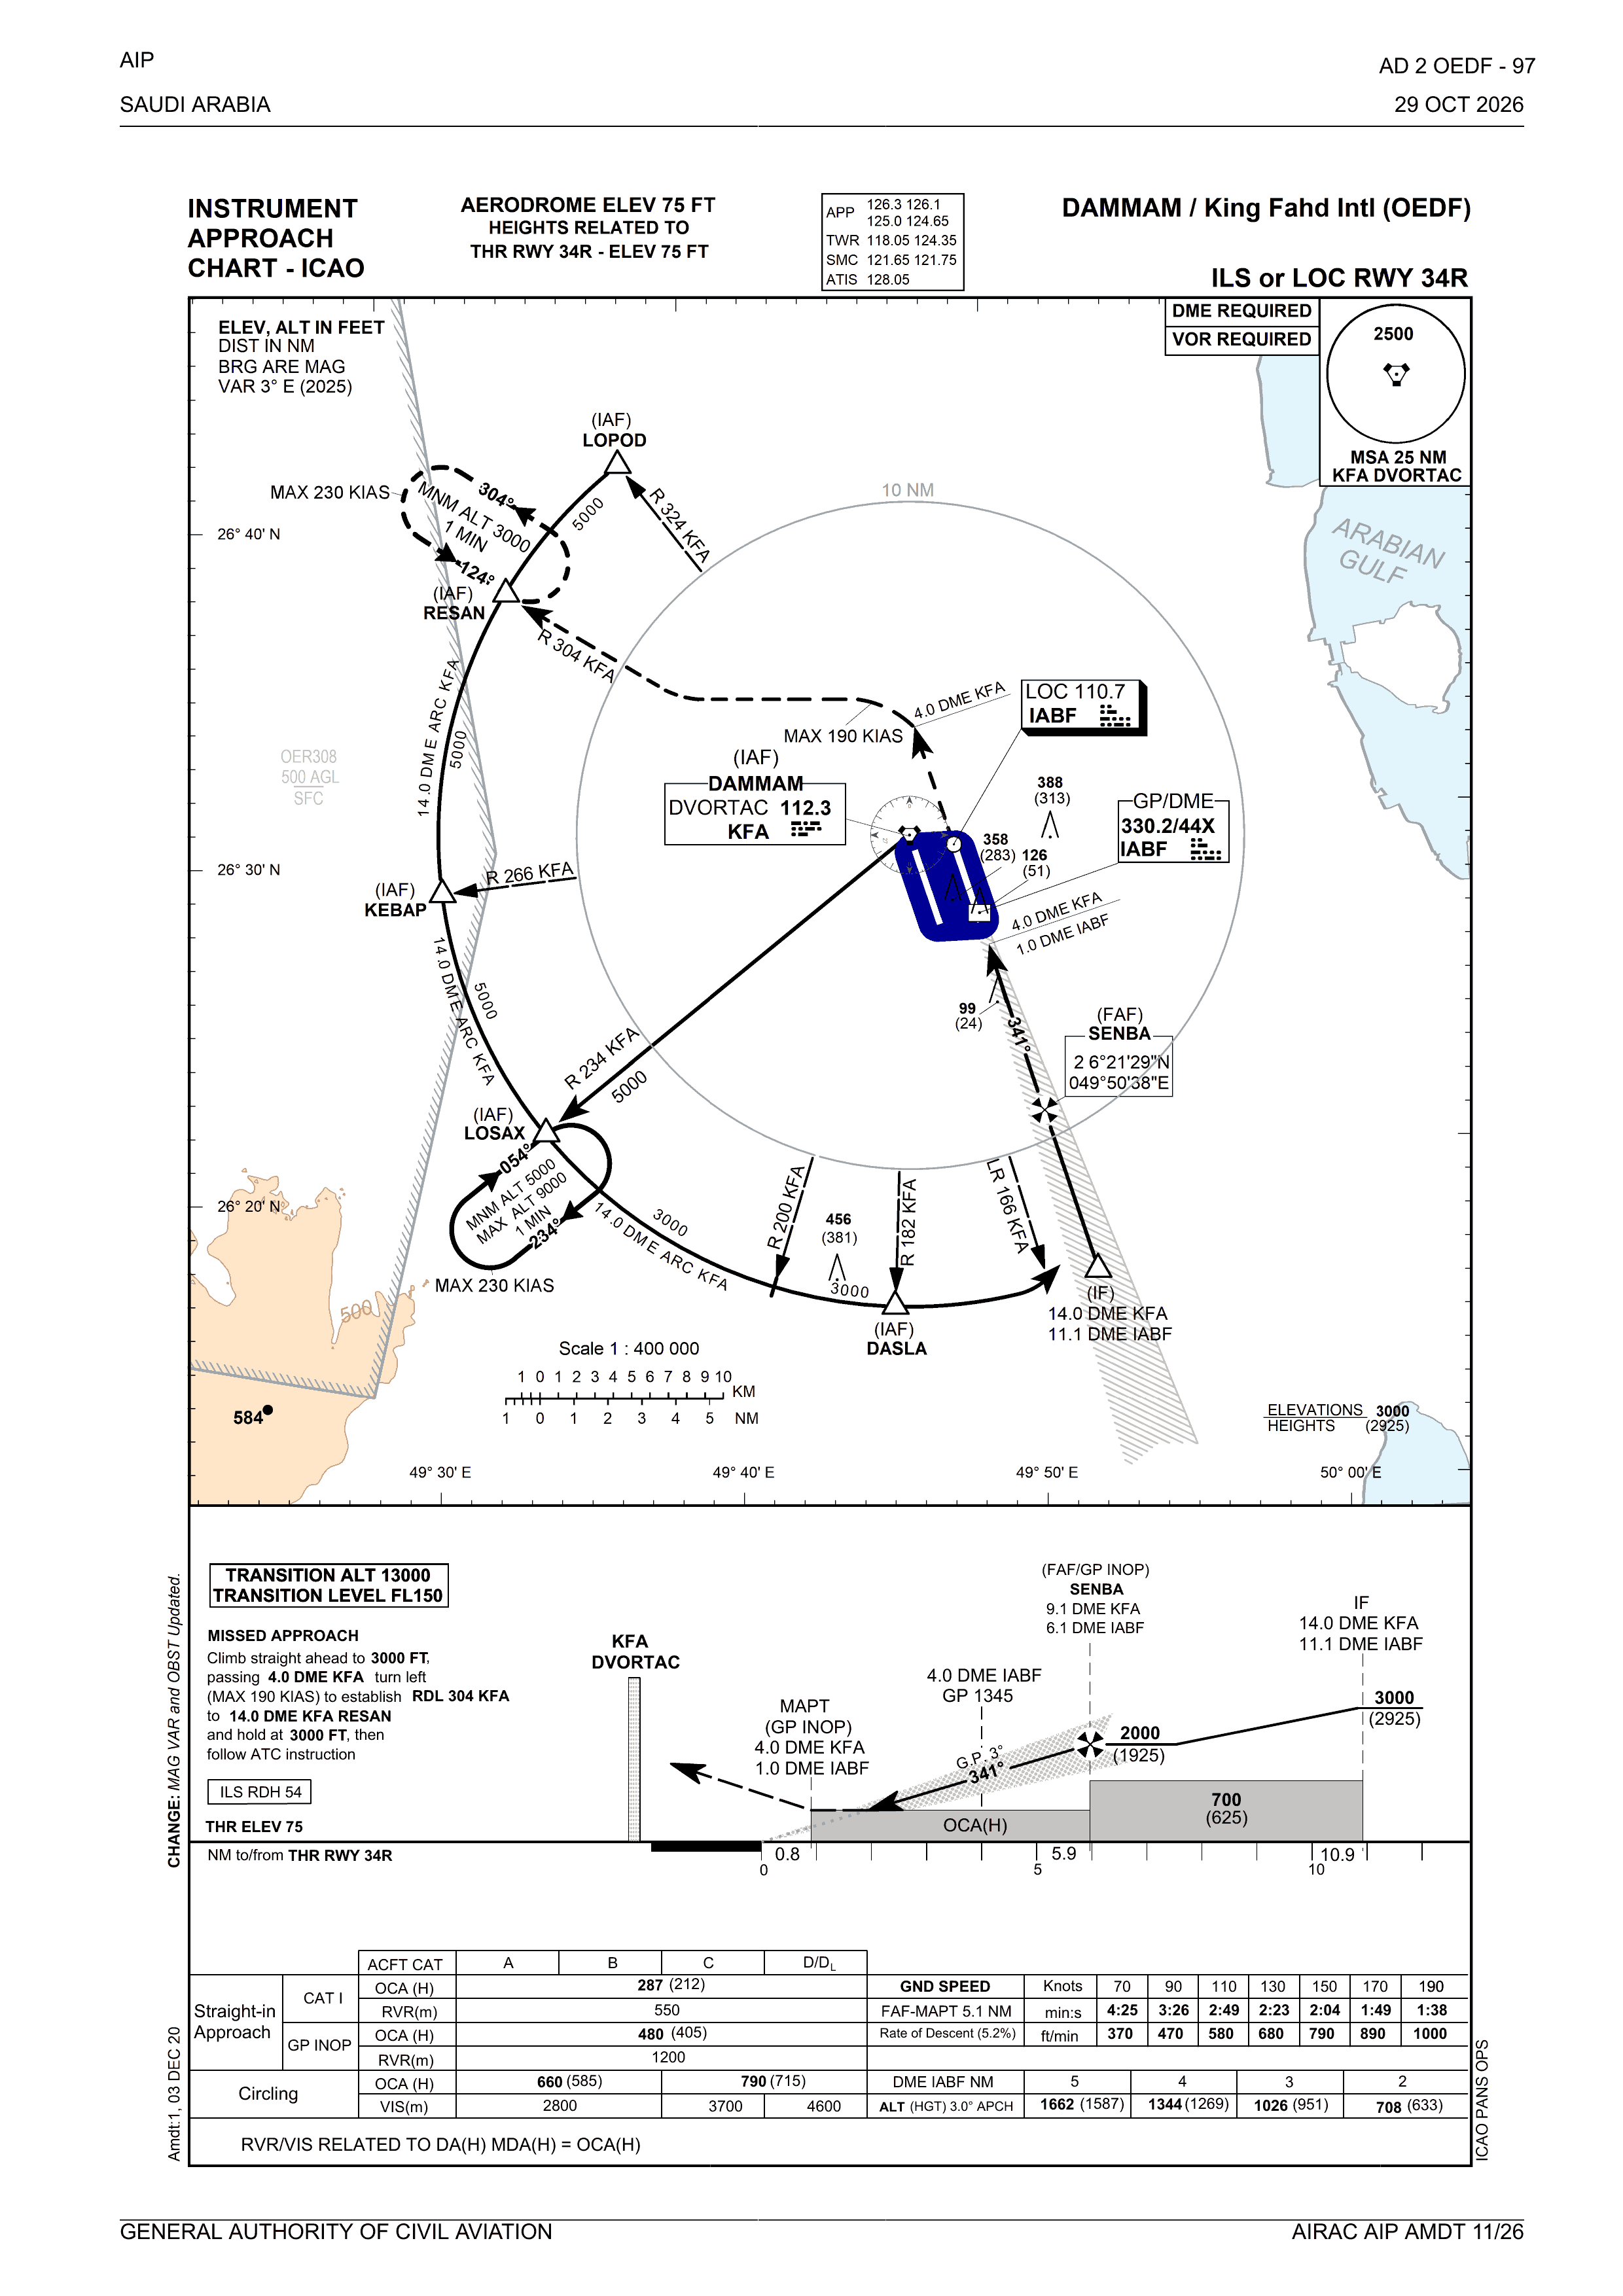 AIP
AD 2 OEDF - 97
SAUDI ARABIA
29 OCT 2026
INSTRUMENT
APPROACH
CHART - ICAO
AERODROME ELEV 75 FT
HEIGHTS RELATED TO
THR RWY 34R - ELEV 75 FT
APP 126.3 126.1
125.0 124.65
TWR 118.05 124.35
SMC 121.65 121.75
ATIS 128.05
DAMMAM / King Fahd Intl (OEDF)
ILS or LOC RWY 34R
ELEV, ALT IN FEET
DIST IN NM
BRG ARE MAG
VAR 3° E (2025)
DME REQUIRED
VOR REQUIRED
2500
MSA 25 NM
KFA DVORTAC
ARABIAN
GULF
(IAF)
LOPOD
5000
R 324 KFA
10 NM
MAX 230 KIAS
304°
MNM ALT 3000
1 MIN
124°
26° 40' N
(IAF)
RESAN
R 304 KFA
14.0 DME ARC KFA
5000
4.0 DME KFA
MAX 190 KIAS
LOC 110.7
IABF
OER308
500 AGL
SFC
(IAF)
DAMMAM
DVORTAC 112.3
KFA
388
(313)
GP/DME
330.2/44X
IABF
358
(283)
126
(51)
26° 30' N
R 266 KFA
(IAF)
KEBAP
4.0 DME KFA
1.0 DME IABF
14.0 DME ARC KFA
5000
99
(24)
341°
(FAF)
SENBA
2 6°21'29"N
049°50'38"E
R 234 KFA
5000
(IAF)
LOSAX
054°
MNM ALT 5000
MAX ALT 9000
1 MIN
234°
MAX 230 KIAS
26° 20' N
14.0 DME ARC KFA
3000
R 200 KFA
456
(381)
3000
R 182 KFA
LR 166 KFA
(IAF)
DASLA
(IF)
14.0 DME KFA
11.1 DME IABF
500
584
Scale 1 : 400 000
1 0 1 2 3 4 5 6 7 8 9 10
KM
1 0 1 2 3 4 5 NM
ELEVATIONS 3000
HEIGHTS (2925)
49° 30' E
49° 40' E
49° 50' E
50° 00' E
TRANSITION ALT 13000
TRANSITION LEVEL FL150
MISSED APPROACH
Climb straight ahead to 3000 FT,
passing 4.0 DME KFA turn left
(MAX 190 KIAS) to establish RDL 304 KFA
to 14.0 DME KFA RESAN
and hold at 3000 FT, then
follow ATC instruction
ILS RDH 54
THR ELEV 75
NM to/from THR RWY 34R
KFA
DVORTAC
MAPT
(GP INOP)
4.0 DME KFA
1.0 DME IABF
4.0 DME IABF
GP 1345
(FAF/GP INOP)
SENBA
9.1 DME KFA
6.1 DME IABF
IF
14.0 DME KFA
11.1 DME IABF
G.P. 3°
341°
2000
(1925)
3000
(2925)
OCA(H)
700
(625)
0.8
5.9
10.9
0
5
10
CHANGE: MAG VAR and OBST Updated.
Amdt:1, 03 DEC 20
ICAO PANS OPS
ACFT CAT A B C D/DL
Straight-in
Approach
CAT I
OCA (H) 287 (212)
RVR(m) 550
GP INOP
OCA (H) 480 (405)
RVR(m) 1200
Circling
OCA (H) 660 (585) 790 (715)
VIS(m) 2800 3700 4600
GND SPEED Knots 70 90 110 130 150 170 190
FAF-MAPT 5.1 NM min:s 4:25 3:26 2:49 2:23 2:04 1:49 1:38
Rate of Descent (5.2%) ft/min 370 470 580 680 790 890 1000
DME IABF NM 5 4 3 2
ALT (HGT) 3.0° APCH 1662 (1587) 1344 (1269) 1026 (951) 708 (633)
RVR/VIS RELATED TO DA(H) MDA(H) = OCA(H)
GENERAL AUTHORITY OF CIVIL AVIATION
AIRAC AIP AMDT 11/26